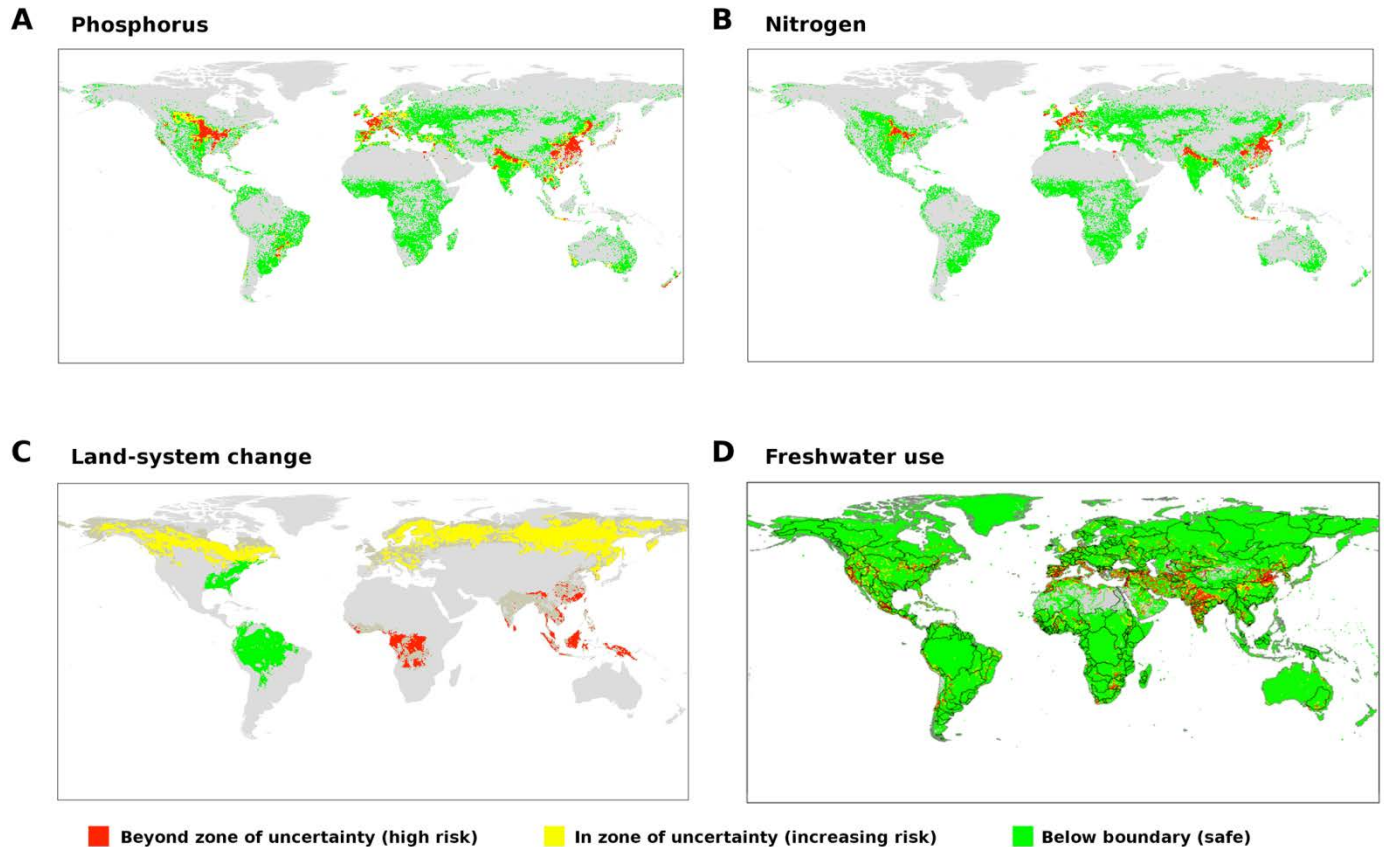 A Phosphorus
B Nitrogen
C Land-system change
D Freshwater use
Beyond zone of uncertainty (high risk)
In zone of uncertainty (increasing risk)
Below boundary (safe)